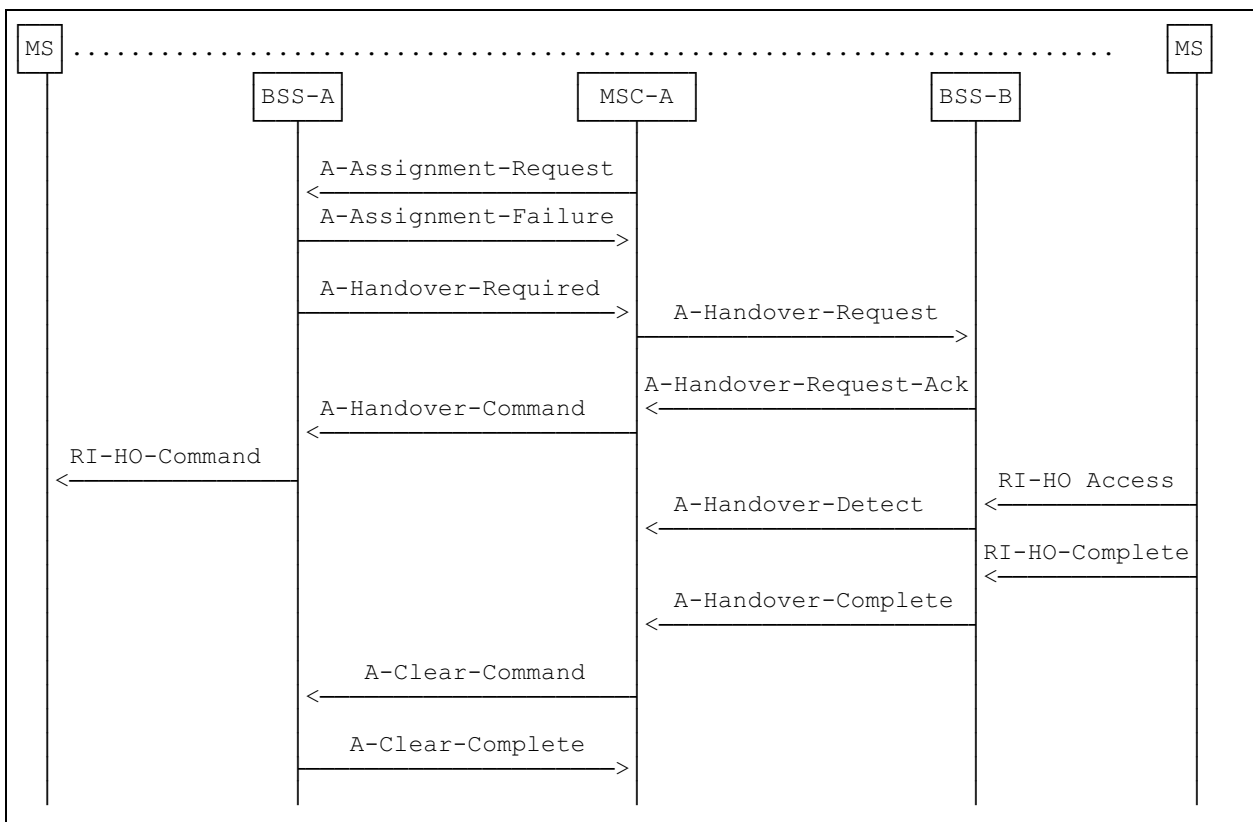 MS MS
BSS-A MSC-A BSS-B
A-Assignment-Request
A-Assignment-Failure
A-Handover-Required
A-Handover-Request
A-Handover-Request-Ack
A-Handover-Command
RI-HO-Command
RI-HO Access
A-Handover-Detect
RI-HO-Complete
A-Handover-Complete
A-Clear-Command
A-Clear-Complete